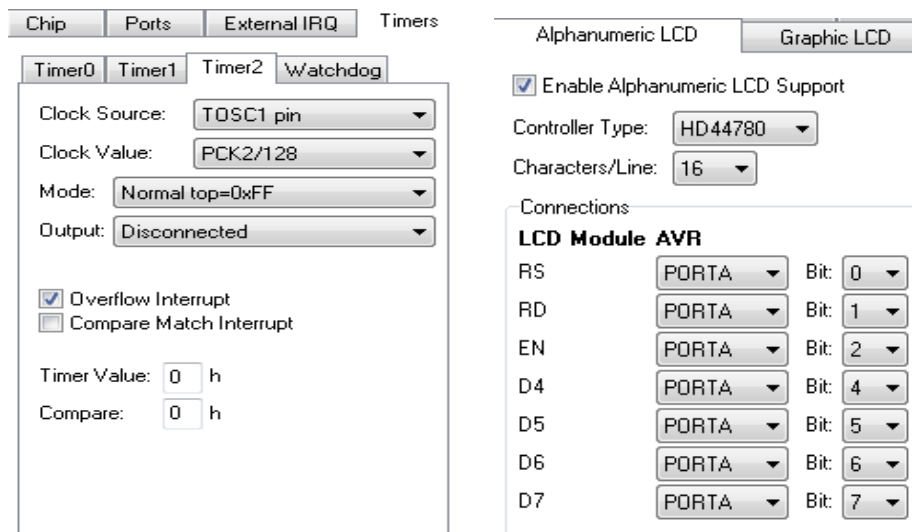 Chip Ports External IRQ Timers
Timer0 Timer1 Timer2 Watchdog
Clock Source: TOSC1 pin
Clock Value: PCK2/128
Mode: Normal top=0xFF
Output: Disconnected
Overflow Interrupt
Compare Match Interrupt
Timer Value: 0 h
Compare: 0 h
Alphanumeric LCD Graphic LCD
Enable Alphanumeric LCD Support
Controller Type: HD44780
Characters/Line: 16
Connections
LCD Module AVR
RS PORTA Bit: 0
RD PORTA Bit: 1
EN PORTA Bit: 2
D4 PORTA Bit: 4
D5 PORTA Bit: 5
D6 PORTA Bit: 6
D7 PORTA Bit: 7